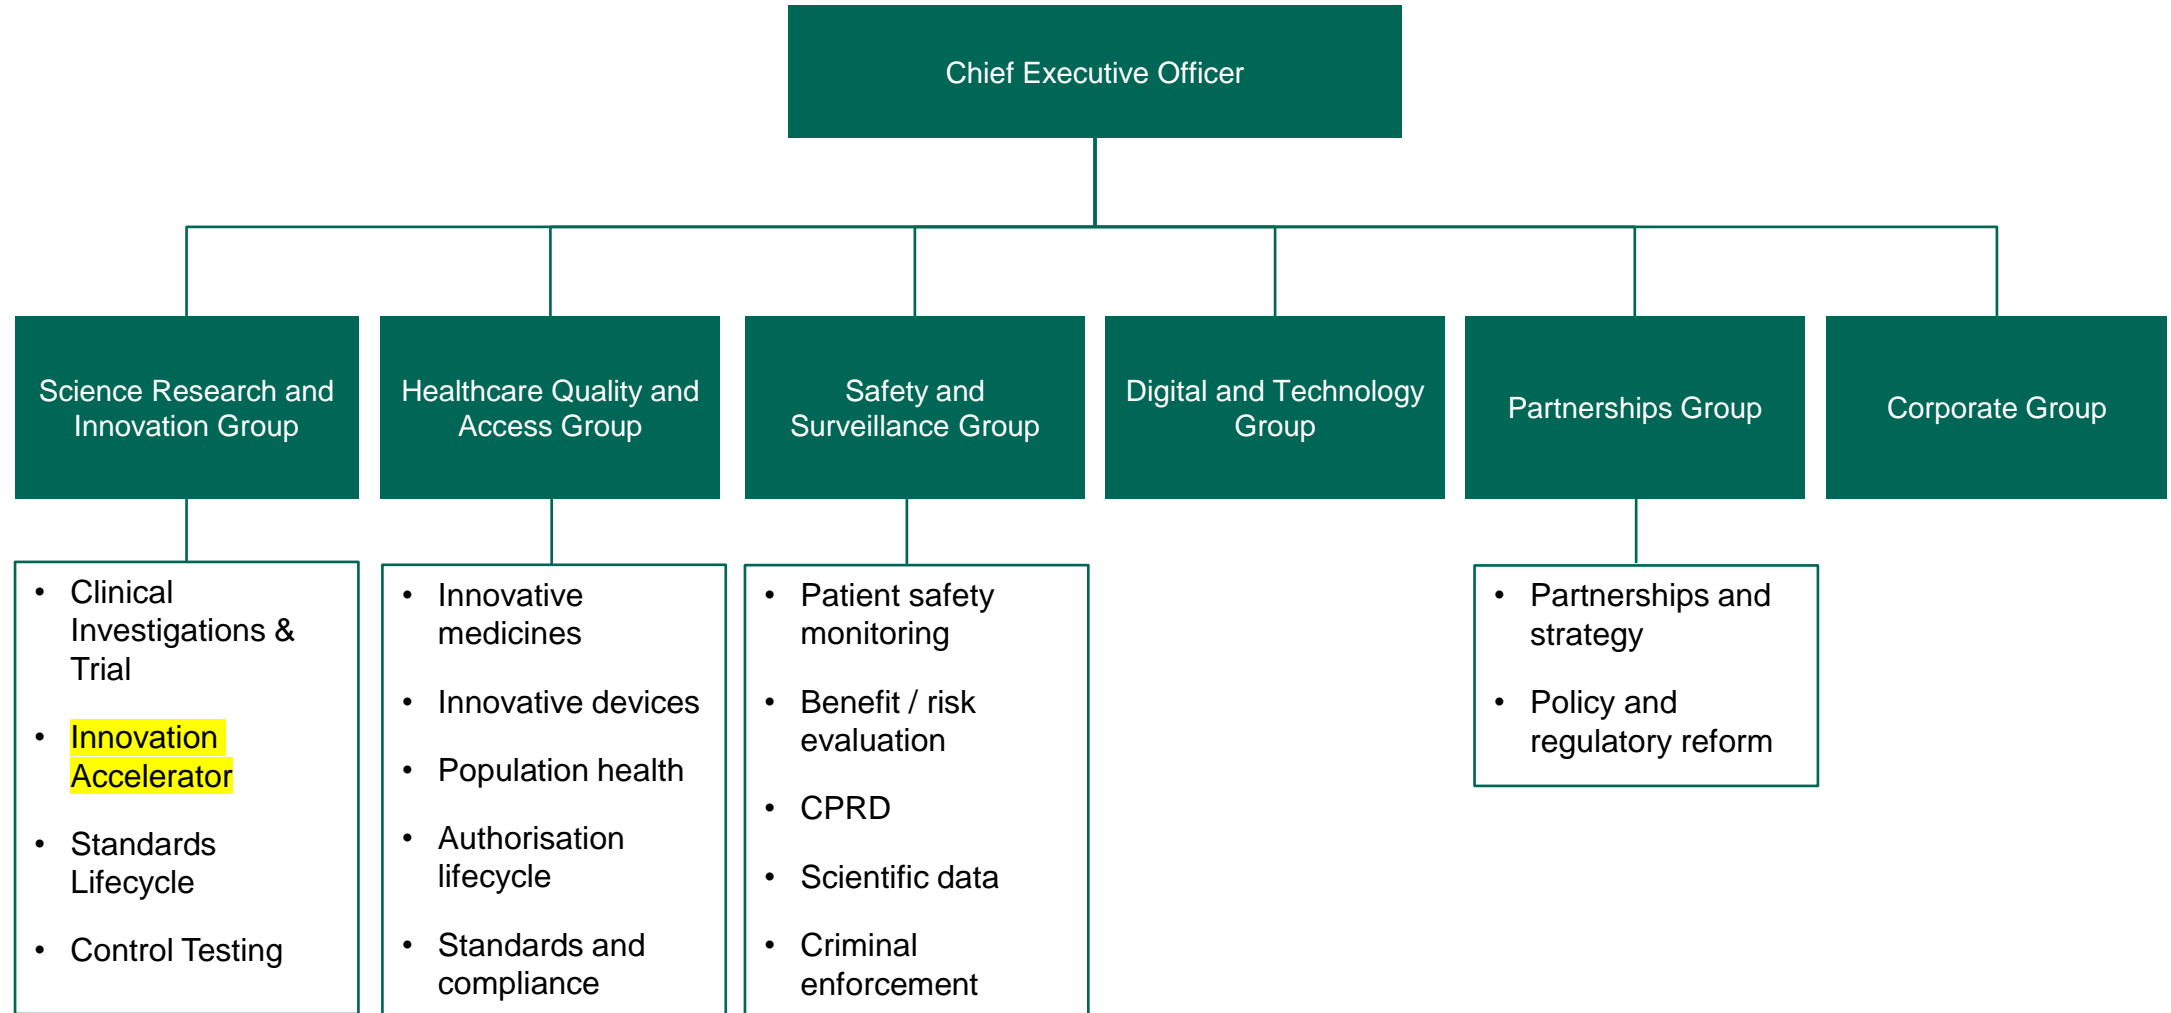 Chief Executive Officer
Science Research and
Innovation Group
Healthcare Quality and
Access Group
Safety and
Surveillance Group
Digital and Technology
Group
Partnerships Group
Corporate Group
• Clinical
Investigations &
Trial
• Innovation
Accelerator
• Standards
Lifecycle
• Control Testing
• Innovative
medicines
• Innovative devices
• Population health
• Authorisation
lifecycle
• Standards and
compliance
• Patient safety
monitoring
• Benefit / risk
evaluation
• CPRD
• Scientific data
• Criminal
enforcement
• Partnerships and
strategy
• Policy and
regulatory reform